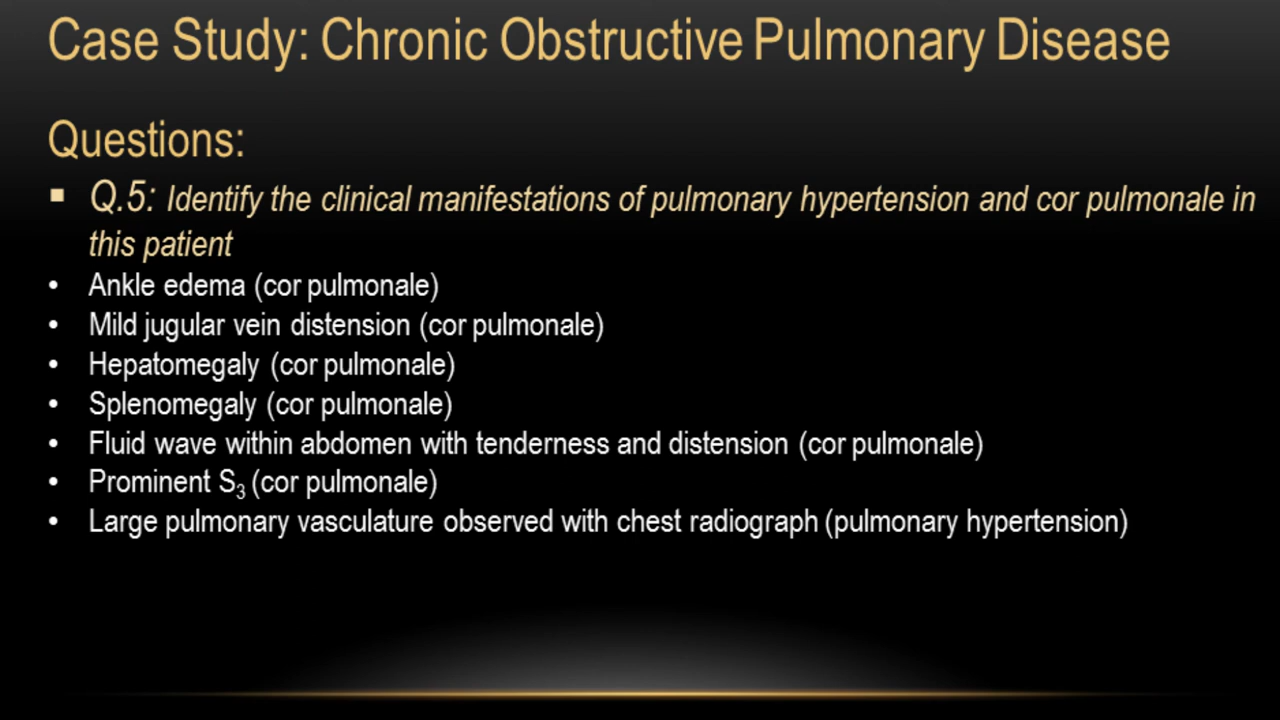 Case Study: Chronic Obstructive Pulmonary Disease
Questions:
▪ Q.5: Identify the clinical manifestations of pulmonary hypertension and cor pulmonale in
this patient
• Ankle edema (cor pulmonale)
• Mild jugular vein distension (cor pulmonale)
• Hepatomegaly (cor pulmonale)
• Splenomegaly (cor pulmonale)
• Fluid wave within abdomen with tenderness and distension (cor pulmonale)
• Prominent S₃ (cor pulmonale)
• Large pulmonary vasculature observed with chest radiograph (pulmonary hypertension)